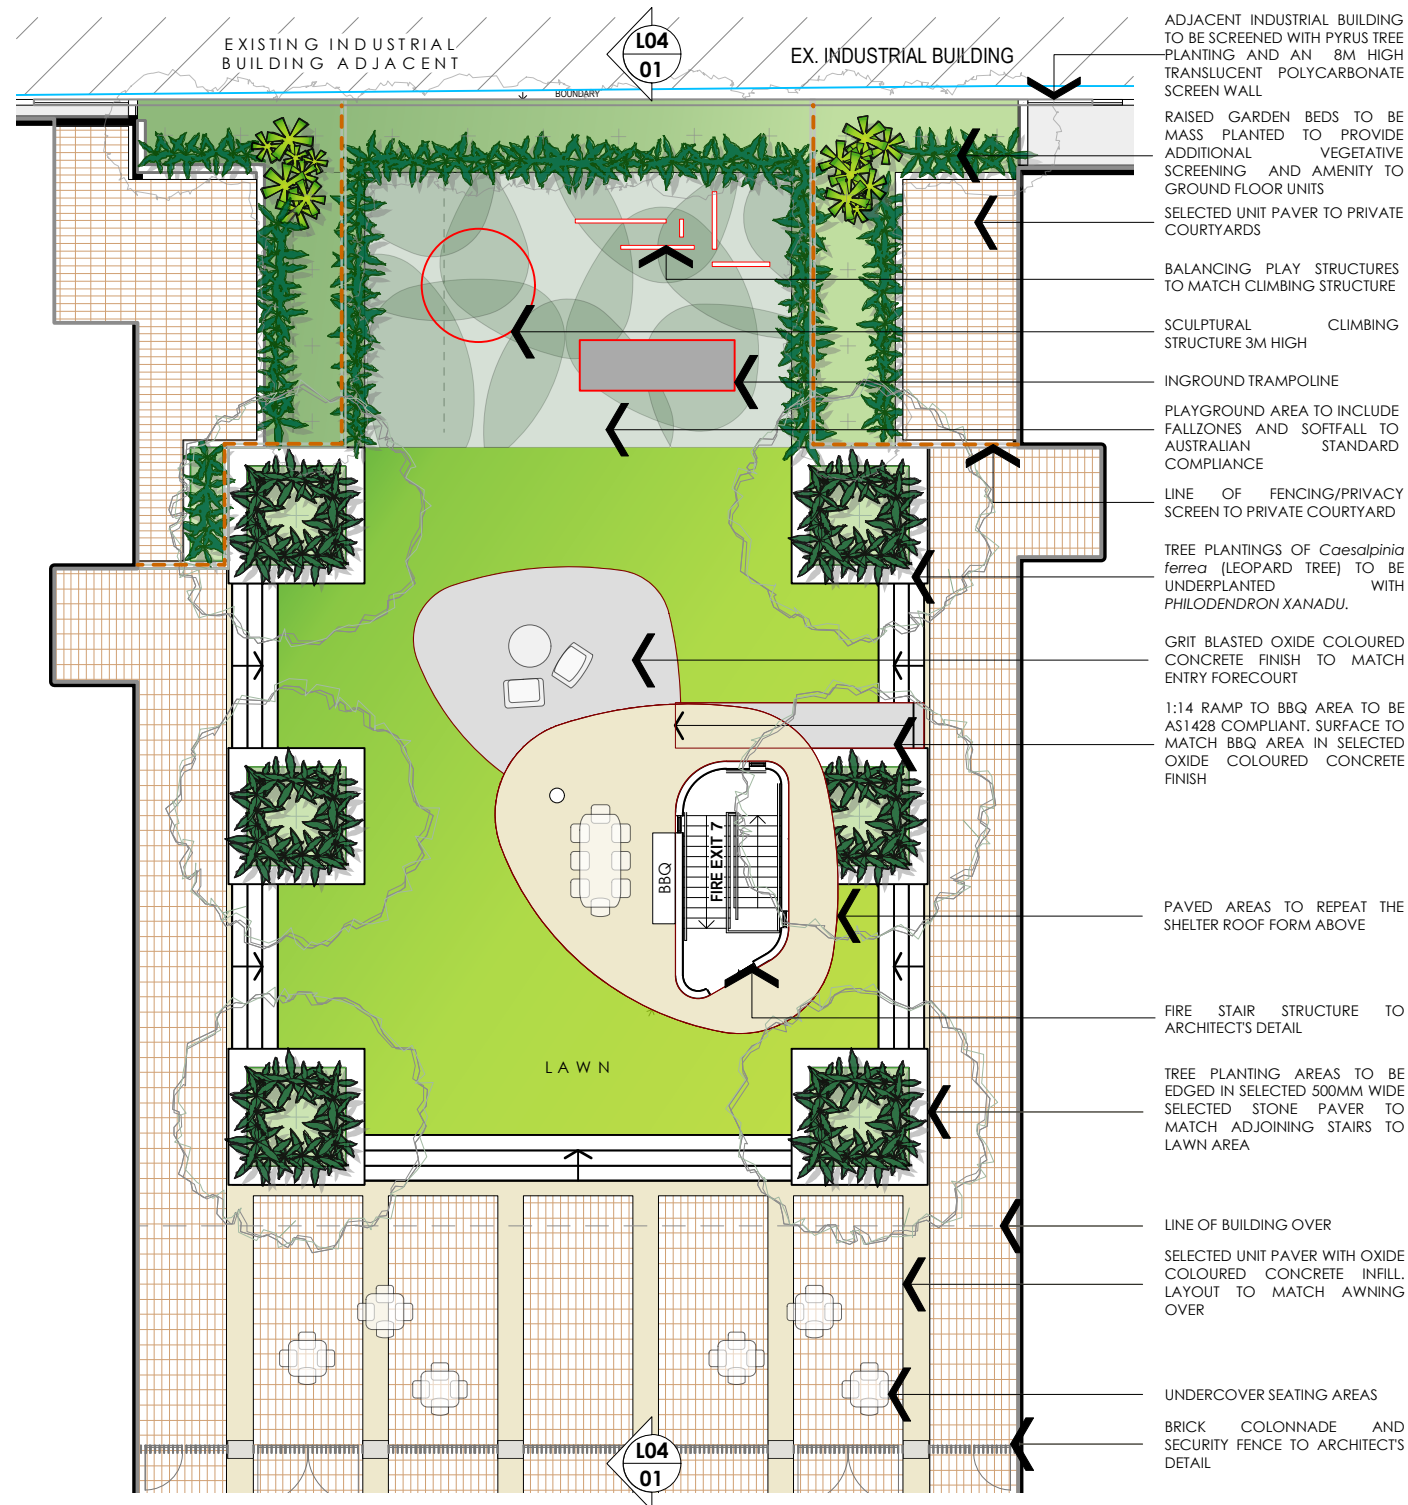 EXISTING INDUSTRIAL
BUILDING ADJACENT
L04
01
EX. INDUSTRIAL BUILDING
BOUNDARY
ADJACENT INDUSTRIAL BUILDING
TO BE SCREENED WITH PYRUS TREE
PLANTING AND AN 8M HIGH
TRANSLUCENT POLYCARBONATE
SCREEN WALL
RAISED GARDEN BEDS TO BE
MASS PLANTED TO PROVIDE
ADDITIONAL VEGETATIVE
SCREENING AND AMENITY TO
GROUND FLOOR UNITS
SELECTED UNIT PAVER TO PRIVATE
COURTYARDS
BALANCING PLAY STRUCTURES
TO MATCH CLIMBING STRUCTURE
SCULPTURAL CLIMBING
STRUCTURE 3M HIGH
INGROUND TRAMPOLINE
PLAYGROUND AREA TO INCLUDE
FALLZONES AND SOFTFALL TO
AUSTRALIAN STANDARD
COMPLIANCE
LINE OF FENCING/PRIVACY
SCREEN TO PRIVATE COURTYARD
TREE PLANTINGS OF Caesalpinia
ferrea (LEOPARD TREE) TO BE
UNDERPLANTED WITH
PHILODENDRON XANADU.
GRIT BLASTED OXIDE COLOURED
CONCRETE FINISH TO MATCH
ENTRY FORECOURT
1:14 RAMP TO BBQ AREA TO BE
AS1428 COMPLIANT. SURFACE TO
MATCH BBQ AREA IN SELECTED
OXIDE COLOURED CONCRETE
FINISH
BBQ
FIRE EXIT 7
PAVED AREAS TO REPEAT THE
SHELTER ROOF FORM ABOVE
FIRE STAIR STRUCTURE TO
ARCHITECT'S DETAIL
LAWN
TREE PLANTING AREAS TO BE
EDGED IN SELECTED 500MM WIDE
SELECTED STONE PAVER TO
MATCH ADJOINING STAIRS TO
LAWN AREA
LINE OF BUILDING OVER
SELECTED UNIT PAVER WITH OXIDE
COLOURED CONCRETE INFILL.
LAYOUT TO MATCH AWNING
OVER
UNDERCOVER SEATING AREAS
BRICK COLONNADE AND
SECURITY FENCE TO ARCHITECT'S
DETAIL
L04
01